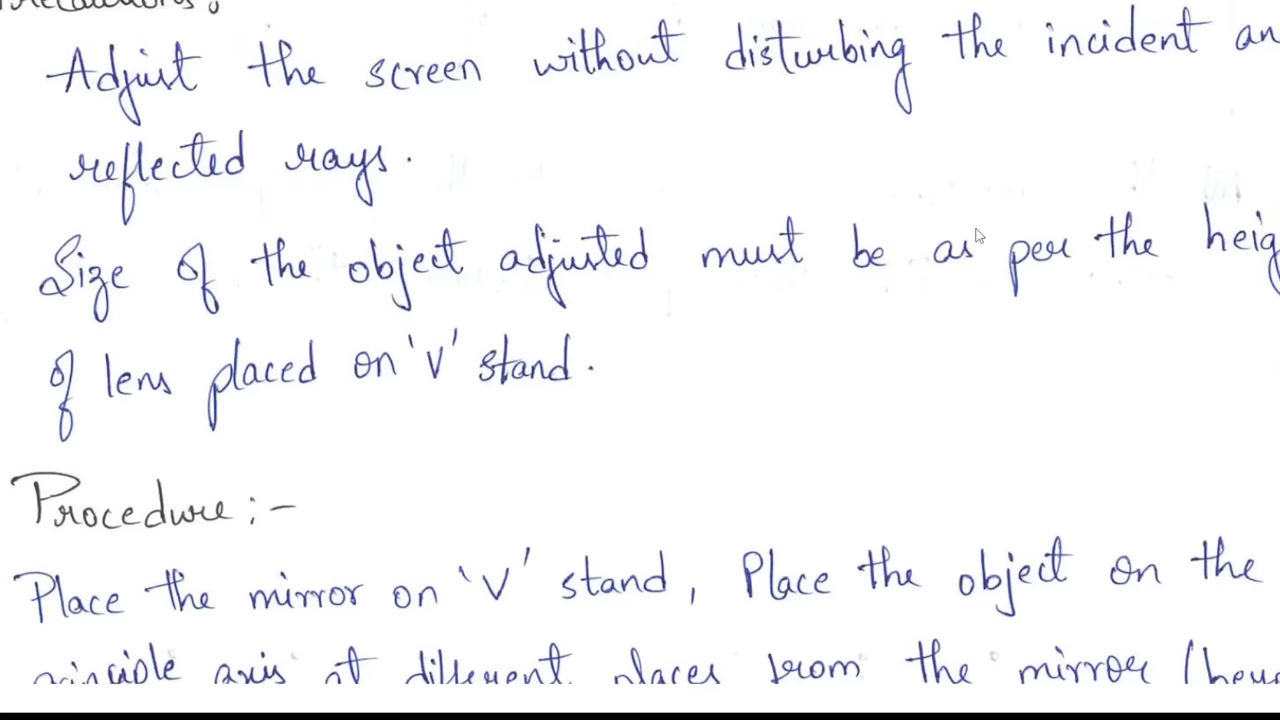 Adjust the screen without disturbing the incident
reflected rays.
Size of the object adjusted must be as per the
of lens placed on 'V' stand.
Procedure :-
Place the mirror on 'V' stand, Place the object on the
principle axis at different places from the mirror